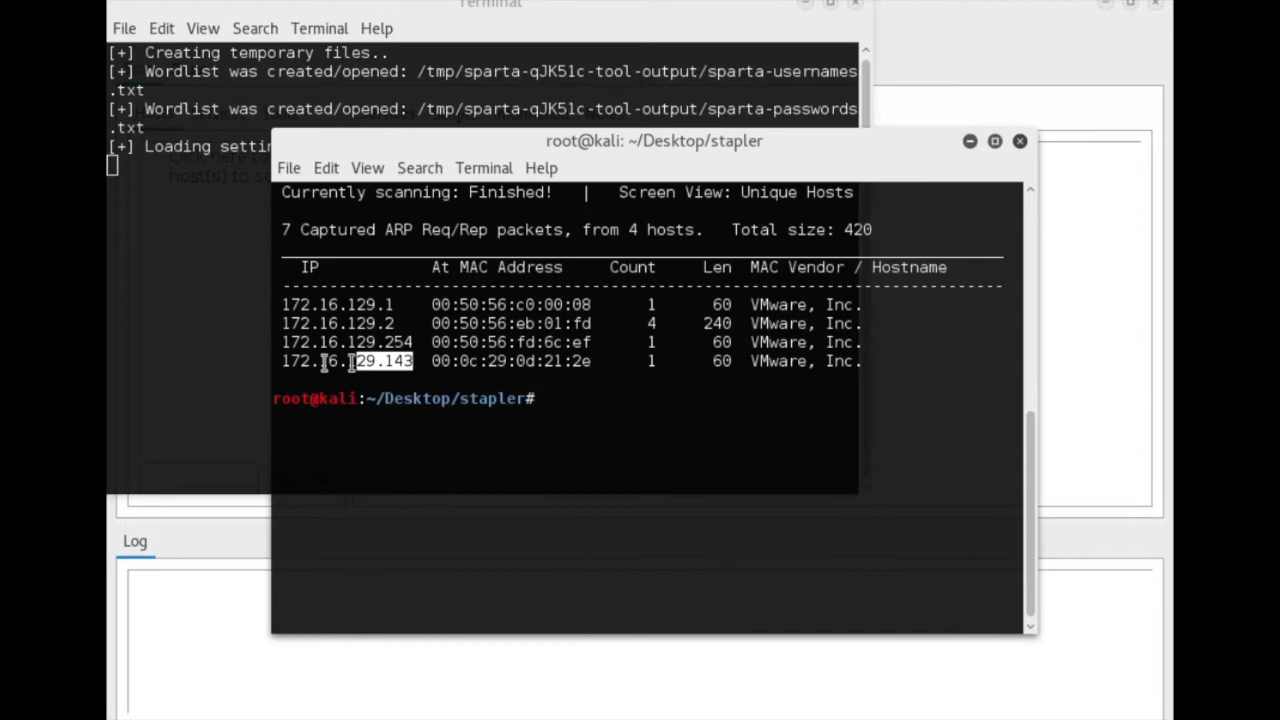 Terminal
File Edit View Search Terminal Help
[+] Creating temporary files..
[+] Wordlist was created/opened: /tmp/sparta-qJK51c-tool-output/sparta-usernames
.txt
[+] Wordlist was created/opened: /tmp/sparta-qJK51c-tool-output/sparta-passwords
.txt
[+] Loading settin
root@kali: ~/Desktop/stapler
File Edit View Search Terminal Help
Currently scanning: Finished! | Screen View: Unique Hosts
7 Captured ARP Req/Rep packets, from 4 hosts. Total size: 420
IP At MAC Address Count Len MAC Vendor / Hostname
-----------------------------------------------------------------------------
172.16.129.1 00:50:56:c0:00:08 1 60 VMware, Inc.
172.16.129.2 00:50:56:eb:01:fd 4 240 VMware, Inc.
172.16.129.254 00:50:56:fd:6c:ef 1 60 VMware, Inc.
172.16.129.143 00:0c:29:0d:21:2e 1 60 VMware, Inc.
root@kali:~/Desktop/stapler#
Log